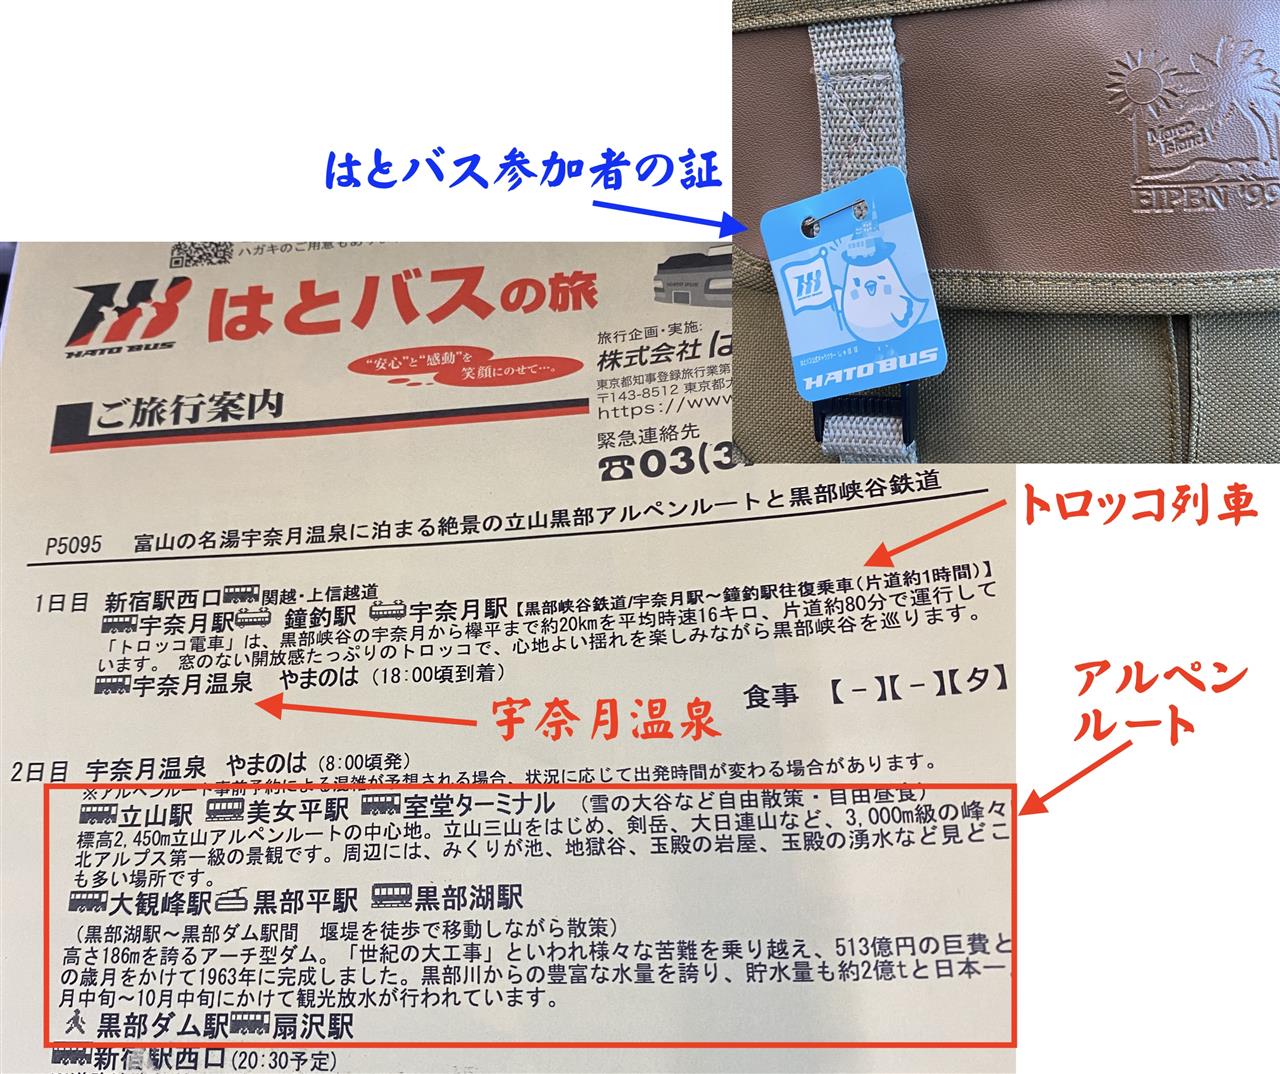 はとバス参加者の証
Marco
Island
EIPBN '99
HATO BUS
ハガキのご用意も
HATO BUS
はとバスの旅
"安心"と"感動"を
笑顔にのせて…。
ご旅行案内
旅行企画・実施:
株式会社 は
東京都知事登録旅行業第
〒143-8512 東京都大
https://www
緊急連絡先
☎03(3
トロッコ列車
P5095 富山の名湯宇奈月温泉に泊まる絶景の立山黒部アルペンルートと黒部峡谷鉄道
1日目 新宿駅西口 関越・上信越道
宇奈月駅 鐘釣駅 宇奈月駅【黒部峡谷鉄道/宇奈月駅～鐘釣駅往復乗車(片道約1時間)】
「トロッコ電車」は、黒部峡谷の宇奈月から欅平まで約20kmを平均時速16キロ、片道約80分で運行して
います。 窓のない開放感たっぷりのトロッコで、心地よい揺れを楽しみながら黒部峡谷を巡ります。
宇奈月温泉 やまのは (18:00頃到着)
食事 【－】【－】【夕】
宇奈月温泉
アルペン
ルート
2日目 宇奈月温泉 やまのは (8:00頃発)
※アルペンルート事前予約による混雑が予想される場合、状況に応じて出発時間が変わる場合があります。
立山駅 美女平駅 室堂ターミナル (雪の大谷など自由散策・自由昼食)
標高2,450m立山アルペンルートの中心地。立山三山をはじめ、剣岳、大日連山など、3,000m級の峰々
北アルプス第一級の景観です。周辺には、みくりが池、地獄谷、玉殿の岩屋、玉殿の湧水など見どこ
も多い場所です。
大観峰駅 黒部平駅 黒部湖駅
(黒部湖駅～黒部ダム駅間 堰堤を徒歩で移動しながら散策)
高さ186mを誇るアーチ型ダム。「世紀の大工事」といわれ様々な苦難を乗り越え、513億円の巨費と
の歳月をかけて1963年に完成しました。黒部川からの豊富な水量を誇り、貯水量も約2億tと日本一
月中旬～10月中旬にかけて観光放水が行われています。
黒部ダム駅 扇沢駅
新宿駅西口 (20:30予定)